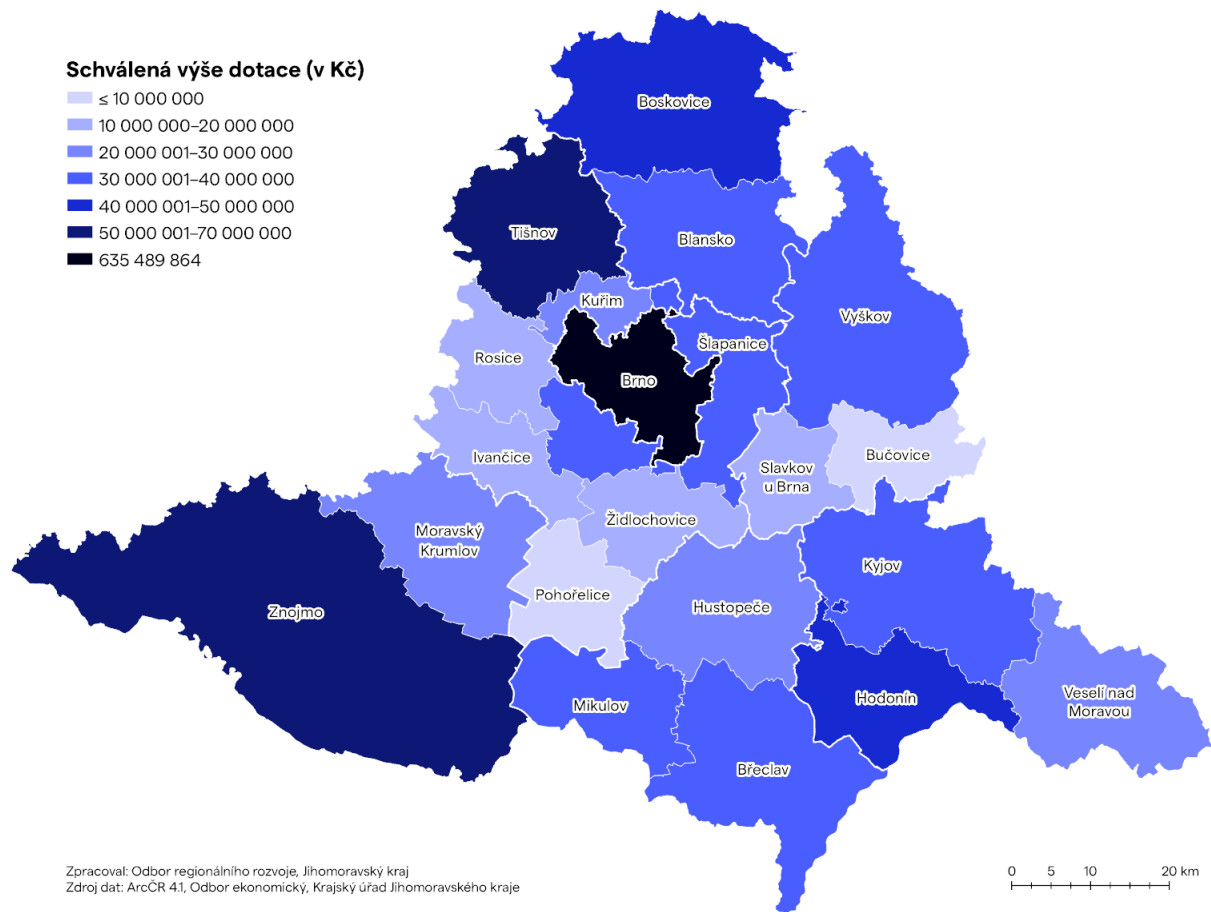 Schválená výše dotace (v Kč)
≤ 10 000 000
10 000 000–20 000 000
20 000 001–30 000 000
30 000 001–40 000 000
40 000 001–50 000 000
50 000 001–70 000 000
635 489 864
Boskovice
Tišnov
Blansko
Kuřim
Vyškov
Šlapanice
Rosice
Brno
Ivančice
Bučovice
Slavkov
u Brna
Židlochovice
Moravský
Krumlov
Kyjov
Pohořelice
Hustopeče
Znojmo
Hodonín
Veselí nad
Moravou
Mikulov
Břeclav
Zpracoval: Odbor regionálního rozvoje, Jihomoravský kraj
Zdroj dat: ArcČR 4.1, Odbor ekonomický, Krajský úřad Jihomoravského kraje
0 5 10 20 km